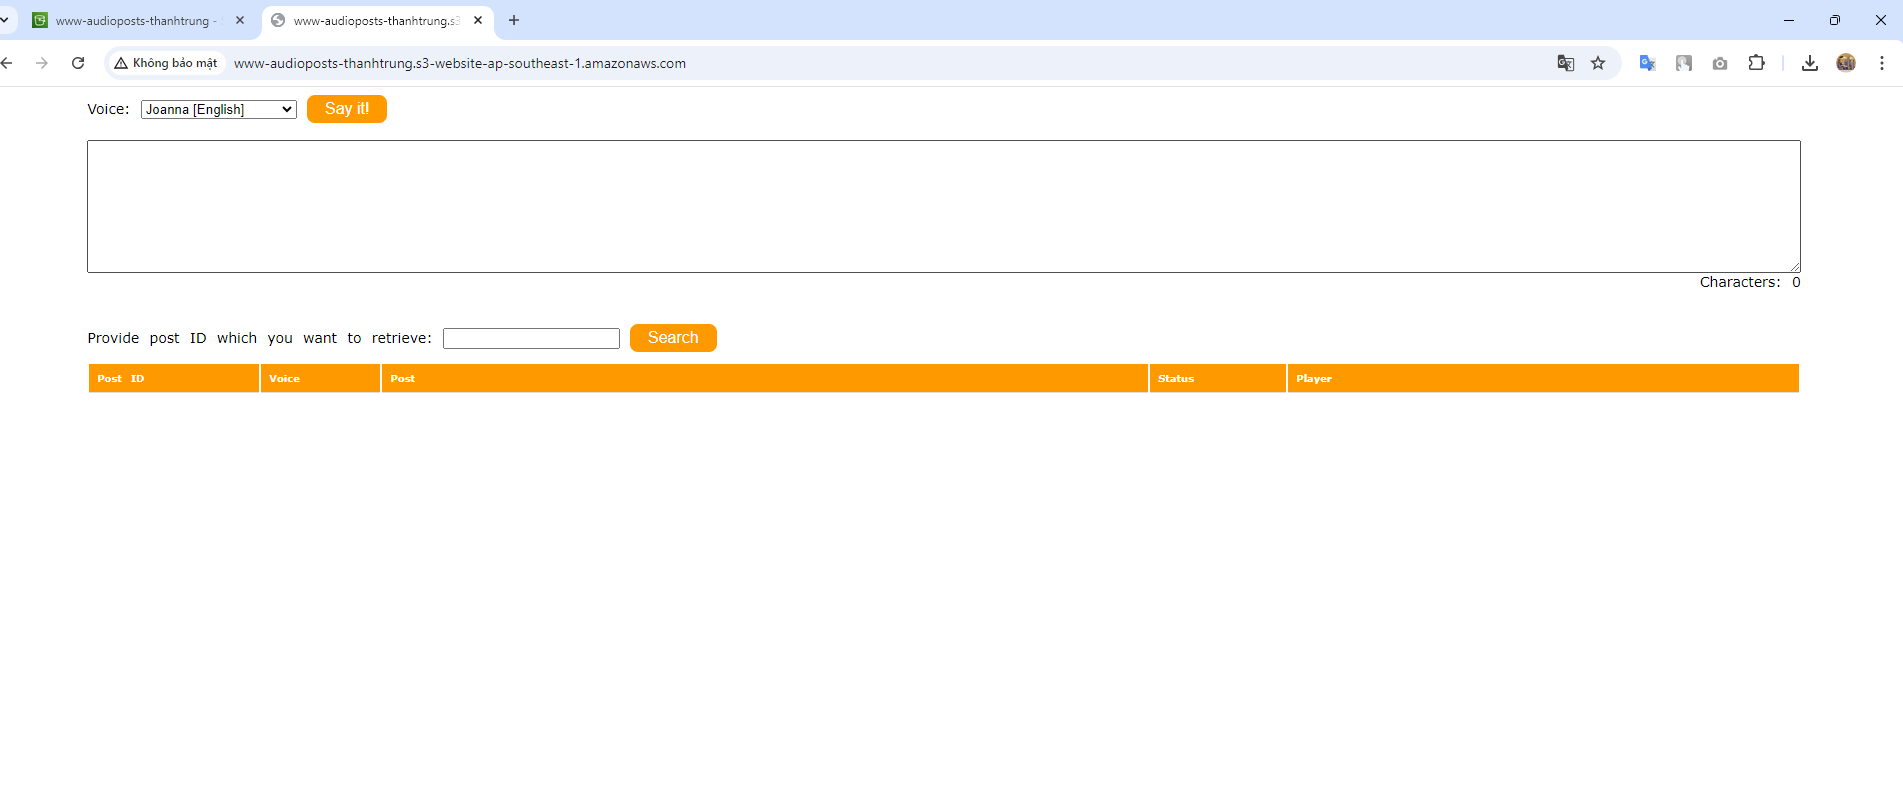 www-audioposts-thanhtrung -
www-audioposts-thanhtrung.s3
Không bảo mật
www-audioposts-thanhtrung.s3-website-ap-southeast-1.amazonaws.com
Voice: Joanna [English] Say it!
Characters: 0
Provide post ID which you want to retrieve: Search
Post ID Voice Post Status Player